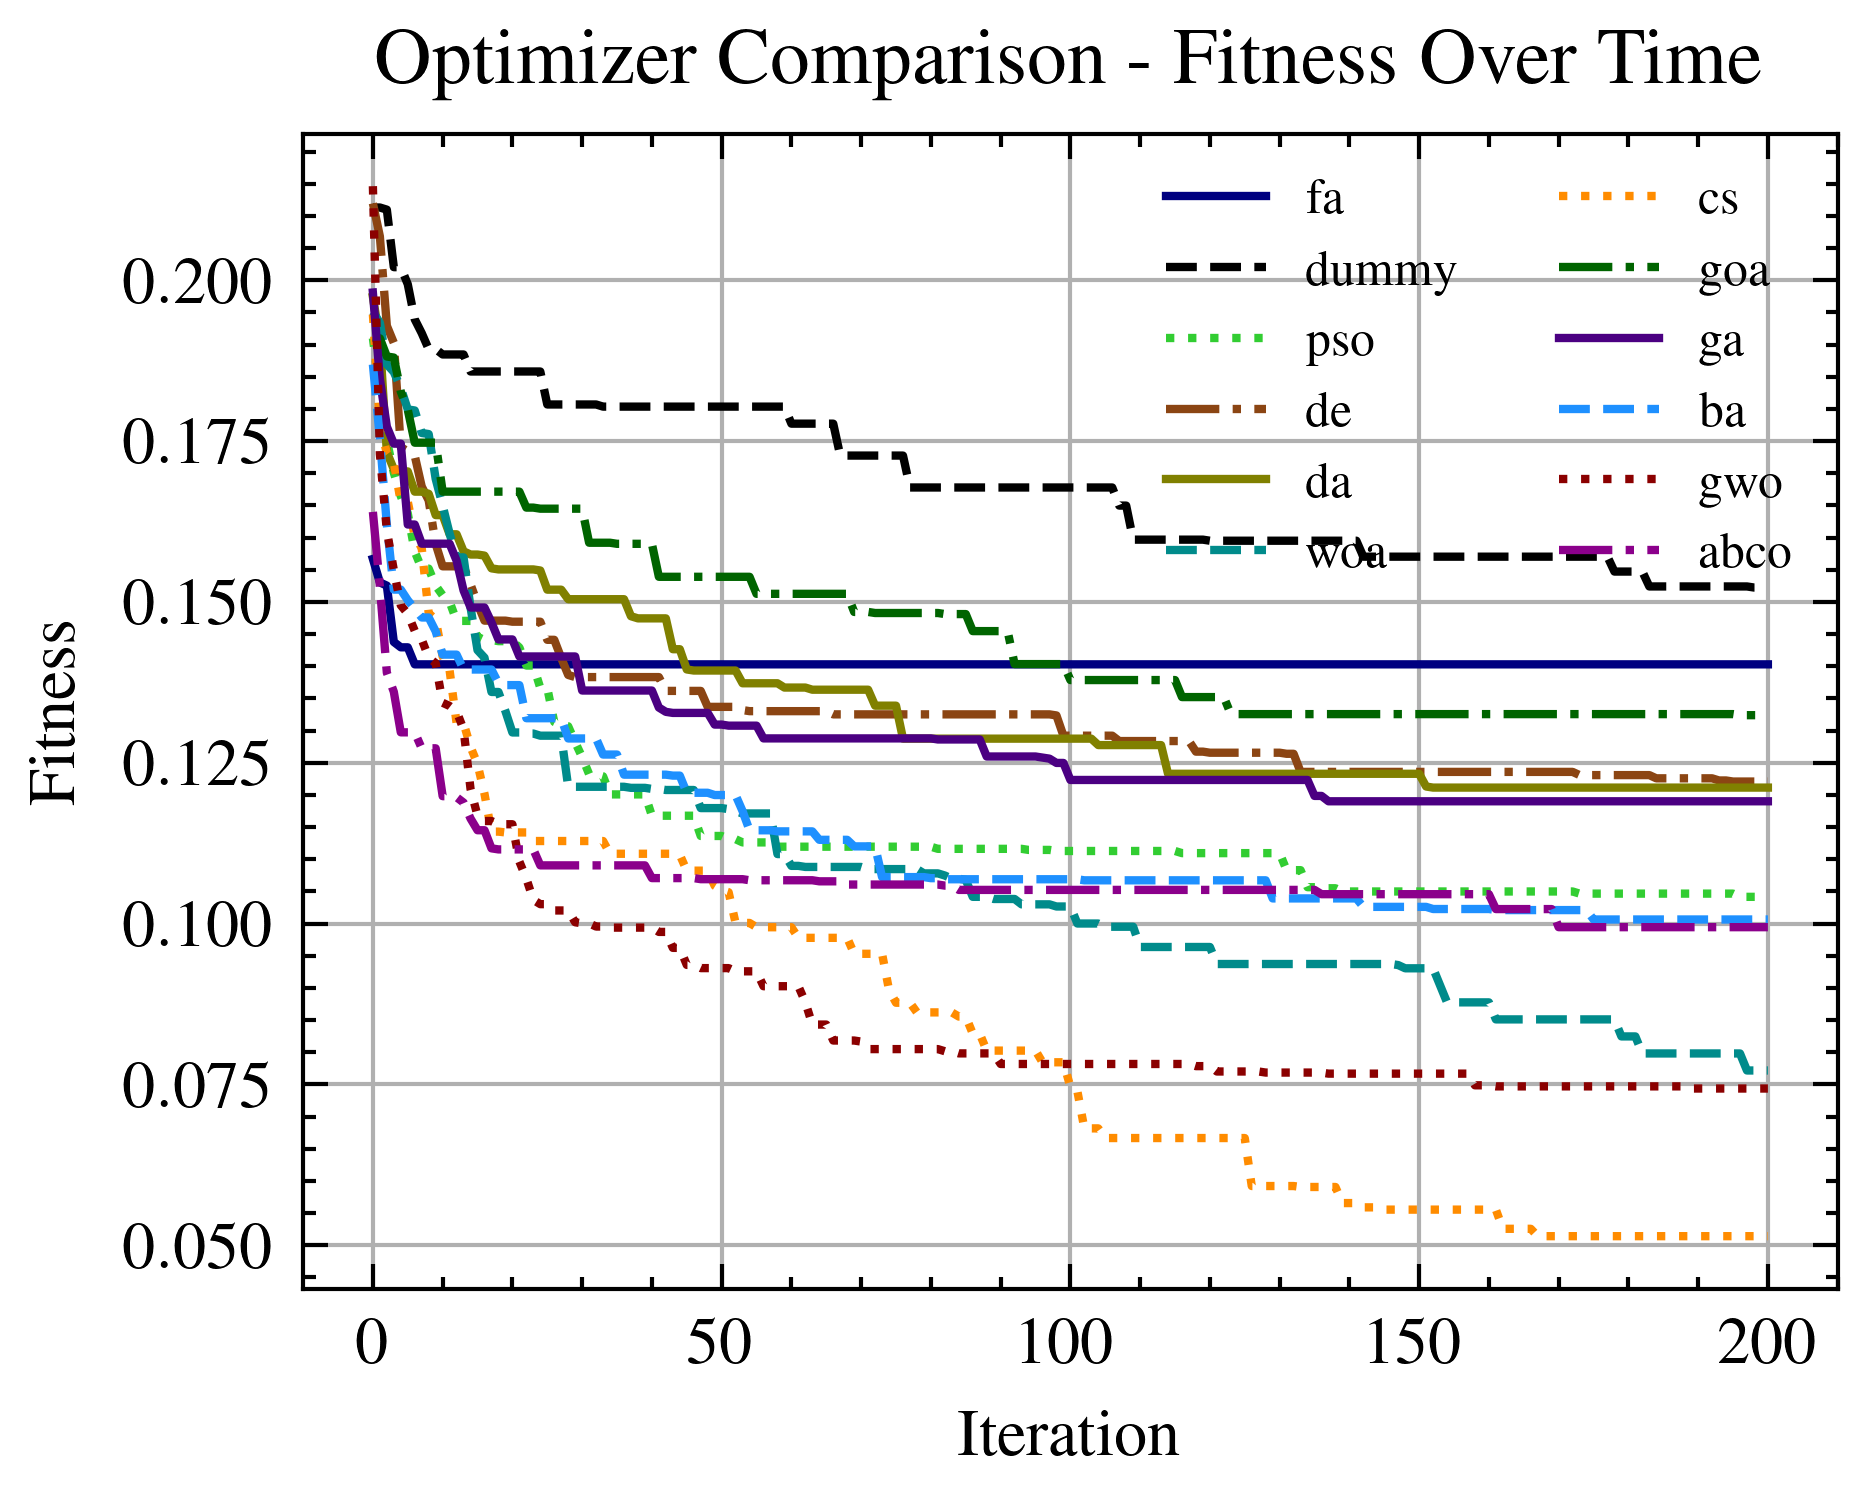 Optimizer Comparison - Fitness Over Time
fa
dummy
pso
de
da
woa
cs
goa
ga
ba
gwo
abco
Fitness
0.200
0.175
0.150
0.125
0.100
0.075
0.050
0 50 100 150 200
Iteration